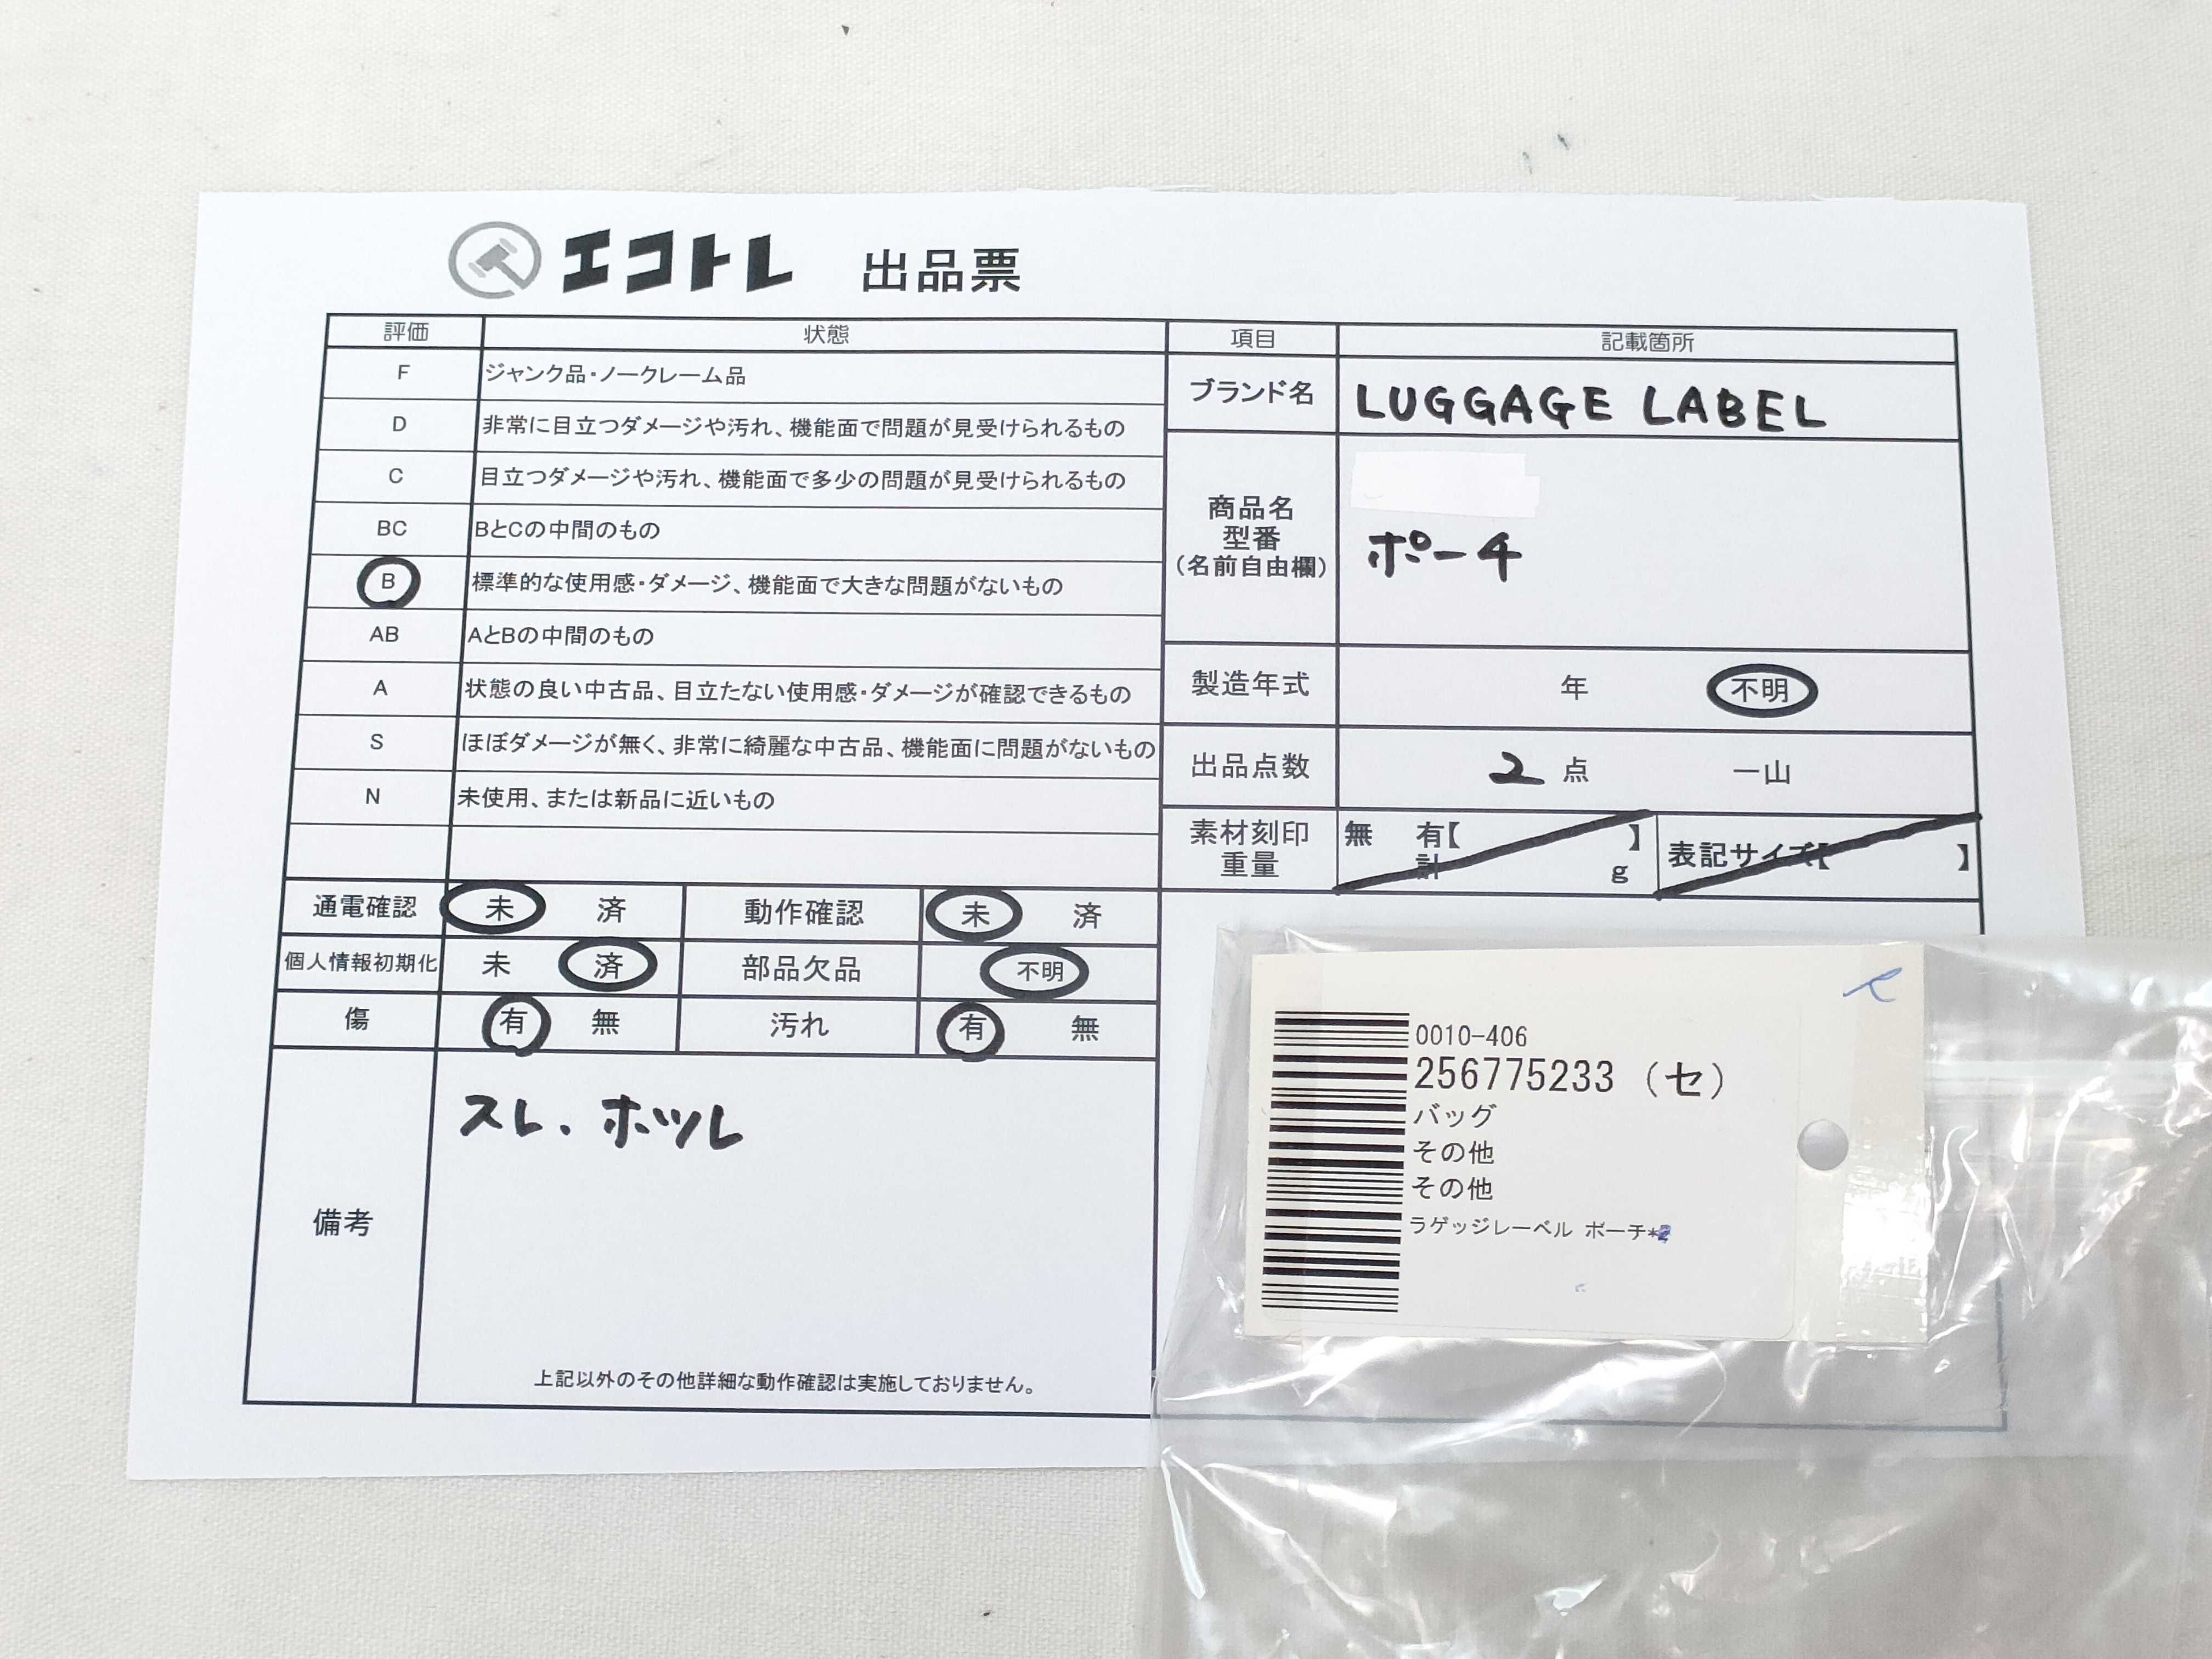 エコトレ 出品票
評価 状態
F ジャンク品・ノークレーム品
D 非常に目立つダメージや汚れ、機能面で問題が見受けられるもの
C 目立つダメージや汚れ、機能面で多少の問題が見受けられるもの
BC BとCの中間のもの
B 標準的な使用感・ダメージ、機能面で大きな問題がないもの
AB AとBの中間のもの
A 状態の良い中古品、目立たない使用感・ダメージが確認できるもの
S ほぼダメージが無く、非常に綺麗な中古品、機能面に問題がないもの
N 未使用、または新品に近いもの
項目 記載箇所
ブランド名 LUGGAGE LABEL
商品名
型番
(名前自由欄)
ポーチ
製造年式 年 不明
出品点数 2 点 一山
素材刻印 無 有【 】
重量 計 g
表記サイズ【 】
通電確認 未 済 動作確認 未 済
個人情報初期化 未 済 部品欠品 不明
傷 有 無 汚れ 有 無
備考
スレ、ホツレ
上記以外のその他詳細な動作確認は実施しておりません。
0010-406
256775233 (セ)
バッグ
その他
その他
ラゲッジレーベル ポーチ*2